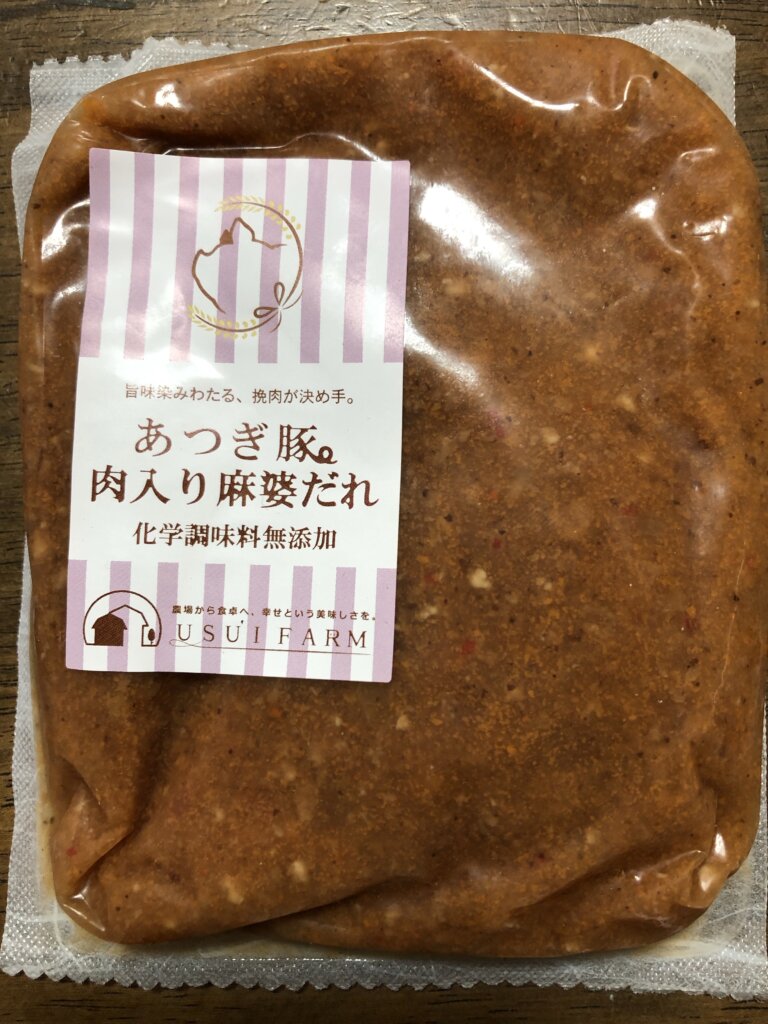 旨味染みわたる、挽肉が決め手。
あつぎ豚。
肉入り麻婆だれ
化学調味料無添加
農場から食卓へ、幸せという美味しさを。
USUI FARM